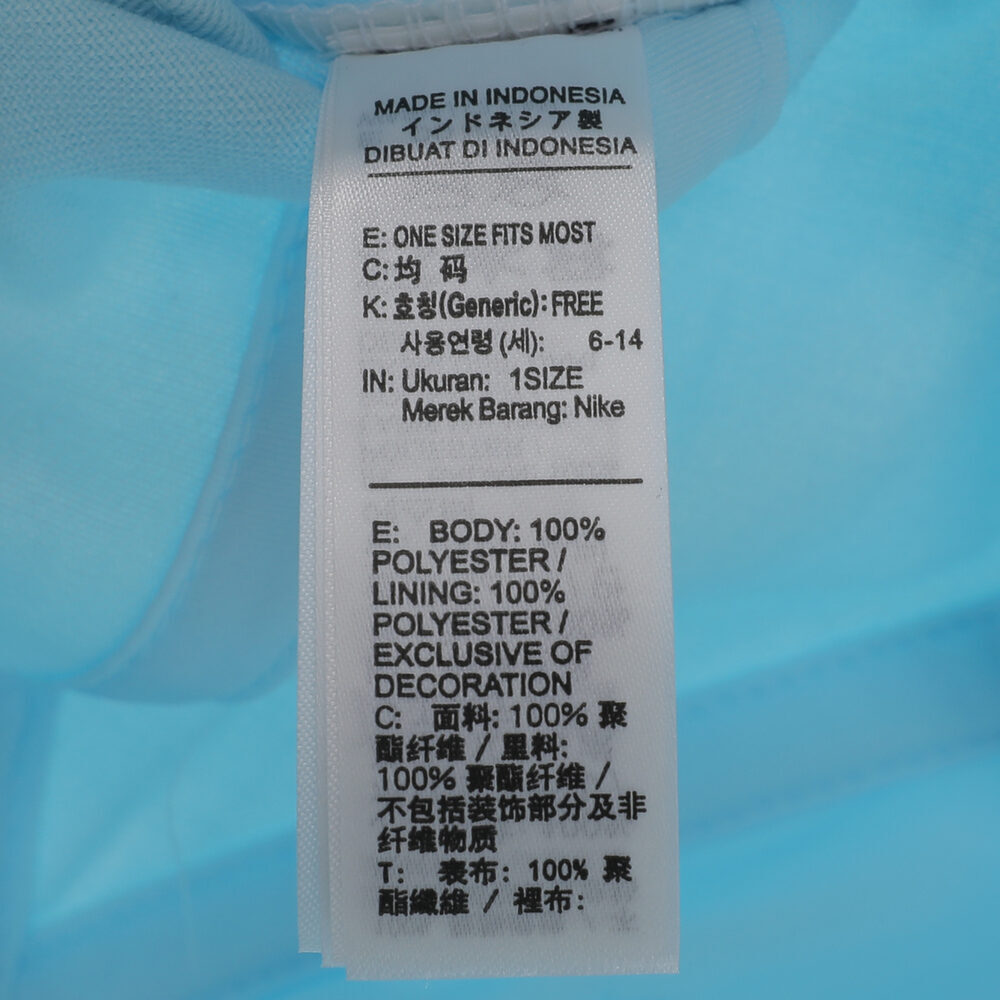 MADE IN INDONESIA
インドネシア製
DIBUAT DI INDONESIA
E: ONE SIZE FITS MOST
C: 均 码
K: 호칭(Generic): FREE
사용연령 (세): 6-14
IN: Ukuran: 1SIZE
Merek Barang: Nike
E: BODY: 100%
POLYESTER /
LINING: 100%
POLYESTER /
EXCLUSIVE OF
DECORATION
C: 面料: 100% 聚
酯纤维 / 里料:
100% 聚酯纤维 /
不包括装饰部分及非
纤维物质
T: 表布: 100% 聚
酯纖維 / 裡布: